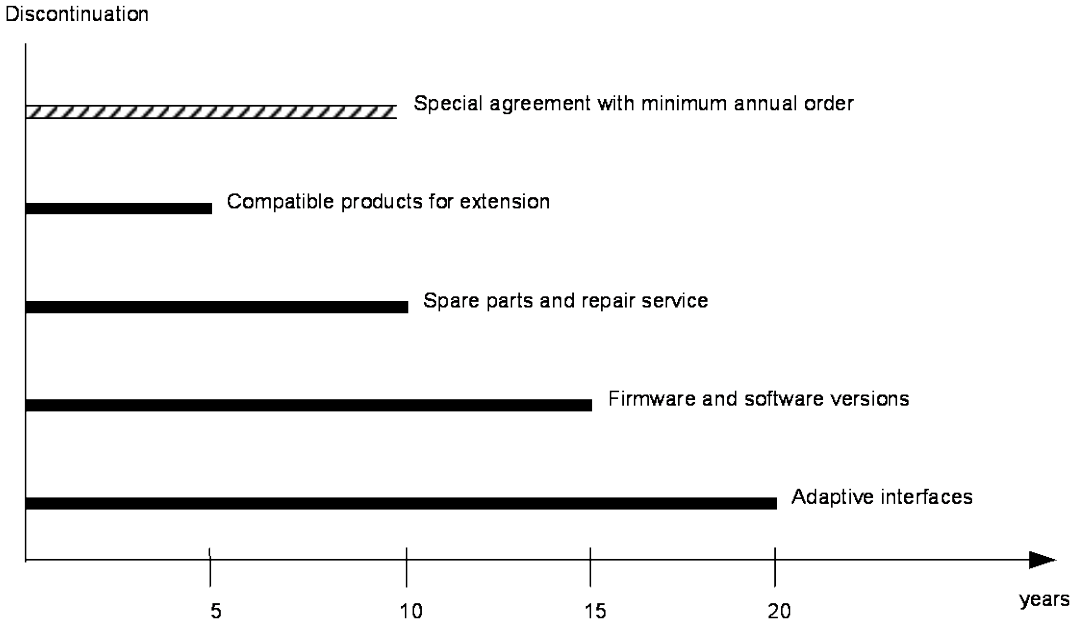 Discontinuation
Special agreement with minimum annual order
Compatible products for extension
Spare parts and repair service
Firmware and software versions
Adaptive interfaces
5 10 15 20
years